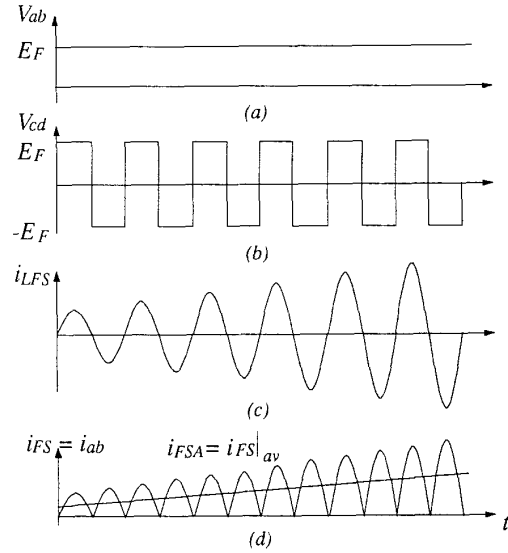 Vab
EF
(a)
Vcd
EF
-EF
(b)
iLFS
(c)
iFS = iab
iFSA = iFS|av
t
(d)